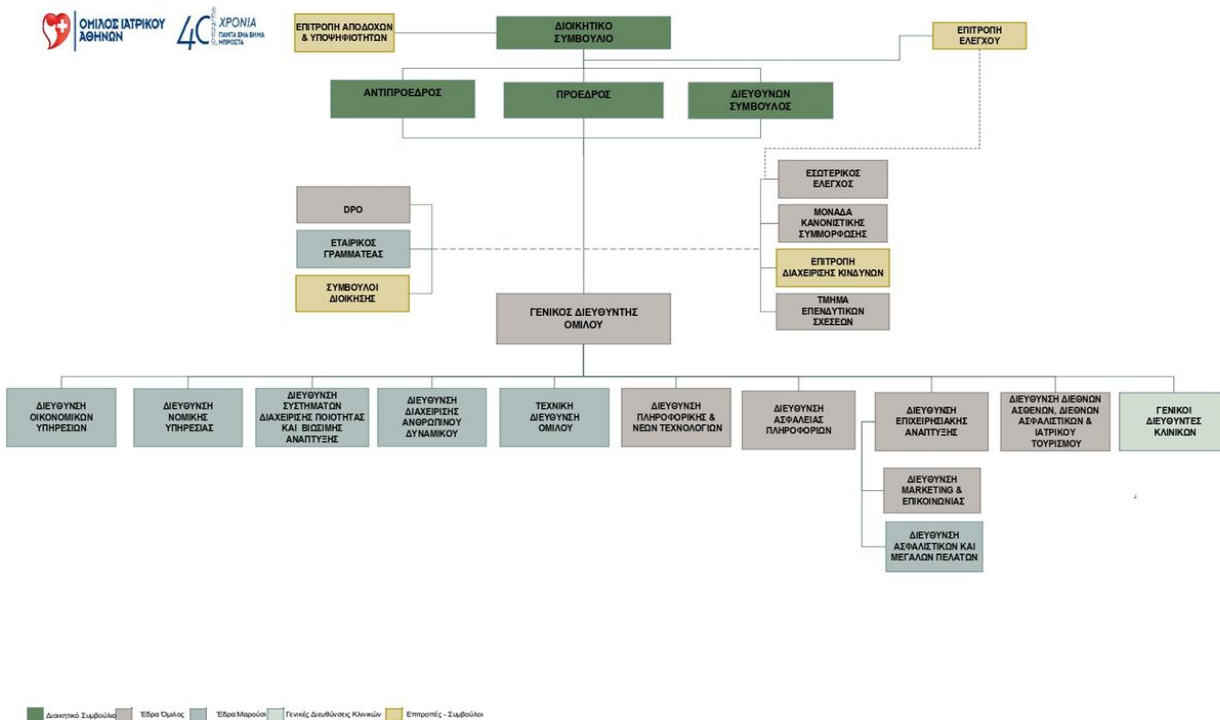 ΟΜΙΛΟΣ ΙΑΤΡΙΚΟΥ
ΑΘΗΝΩΝ
40
ΧΡΟΝΙΑ
ΠΑΝΤΑ ΕΝΑ ΒΗΜΑ
ΜΠΡΟΣΤΑ
ΕΠΙΤΡΟΠΗ ΑΠΟΔΟΧΩΝ
& ΥΠΟΨΗΦΙΟΤΗΤΩΝ
ΔΙΟΙΚΗΤΙΚΟ
ΣΥΜΒΟΥΛΙΟ
ΕΠΙΤΡΟΠΗ
ΕΛΕΓΧΟΥ
ΑΝΤΙΠΡΟΕΔΡΟΣ
ΠΡΟΕΔΡΟΣ
ΔΙΕΥΘΥΝΩΝ
ΣΥΜΒΟΥΛΟΣ
ΕΣΩΤΕΡΙΚΟΣ
ΕΛΕΓΧΟΣ
DPO
ΜΟΝΑΔΑ
ΚΑΝΟΝΙΣΤΙΚΗΣ
ΣΥΜΜΟΡΦΩΣΗΣ
ΕΤΑΙΡΙΚΟΣ
ΓΡΑΜΜΑΤΕΑΣ
ΕΠΙΤΡΟΠΗ
ΔΙΑΧΕΙΡΙΣΗΣ ΚΙΝΔΥΝΩΝ
ΣΥΜΒΟΥΛΟΙ
ΔΙΟΙΚΗΣΗΣ
ΤΜΗΜΑ
ΕΠΕΝΔΥΤΙΚΩΝ
ΣΧΕΣΕΩΝ
ΓΕΝΙΚΟΣ ΔΙΕΥΘΥΝΤΗΣ
ΟΜΙΛΟΥ
ΔΙΕΥΘΥΝΣΗ
ΟΙΚΟΝΟΜΙΚΩΝ
ΥΠΗΡΕΣΙΩΝ
ΔΙΕΥΘΥΝΣΗ
ΝΟΜΙΚΗΣ
ΥΠΗΡΕΣΙΑΣ
ΔΙΕΥΘΥΝΣΗ
ΣΥΣΤΗΜΑΤΩΝ
ΔΙΑΧΕΙΡΙΣΗΣ ΠΟΙΟΤΗΤΑΣ
ΚΑΙ ΒΙΩΣΙΜΗΣ
ΑΝΑΠΤΥΞΗΣ
ΔΙΕΥΘΥΝΣΗ
ΔΙΑΧΕΙΡΙΣΗΣ
ΑΝΘΡΩΠΙΝΟΥ
ΔΥΝΑΜΙΚΟΥ
ΤΕΧΝΙΚΗ
ΔΙΕΥΘΥΝΣΗ
ΟΜΙΛΟΥ
ΔΙΕΥΘΥΝΣΗ
ΠΛΗΡΟΦΟΡΙΚΗΣ &
ΝΕΩΝ ΤΕΧΝΟΛΟΓΙΩΝ
ΔΙΕΥΘΥΝΣΗ
ΑΣΦΑΛΕΙΑΣ
ΠΛΗΡΟΦΟΡΙΩΝ
ΔΙΕΥΘΥΝΣΗ
ΕΠΙΧΕΙΡΗΣΙΑΚΗΣ
ΑΝΑΠΤΥΞΗΣ
ΔΙΕΥΘΥΝΣΗ ΔΙΕΘΝΩΝ
ΑΣΘΕΝΩΝ, ΔΙΕΘΝΩΝ
ΑΣΦΑΛΙΣΤΙΚΩΝ &
ΙΑΤΡΙΚΟΥ
ΤΟΥΡΙΣΜΟΥ
ΓΕΝΙΚΟΙ
ΔΙΕΥΘΥΝΤΕΣ
ΚΛΙΝΙΚΩΝ
ΔΙΕΥΘΥΝΣΗ
MARKETING &
ΕΠΙΚΟΙΝΩΝΙΑΣ
ΔΙΕΥΘΥΝΣΗ
ΑΣΦΑΛΙΣΤΙΚΩΝ ΚΑΙ
ΜΕΓΑΛΩΝ ΠΕΛΑΤΩΝ
Διοικητικό Συμβούλιο Έδρα Όμιλος Έδρα Μαρούσι Γενικές Διευθύνσεις Κλινικών Επιτροπές - Συμβούλοι